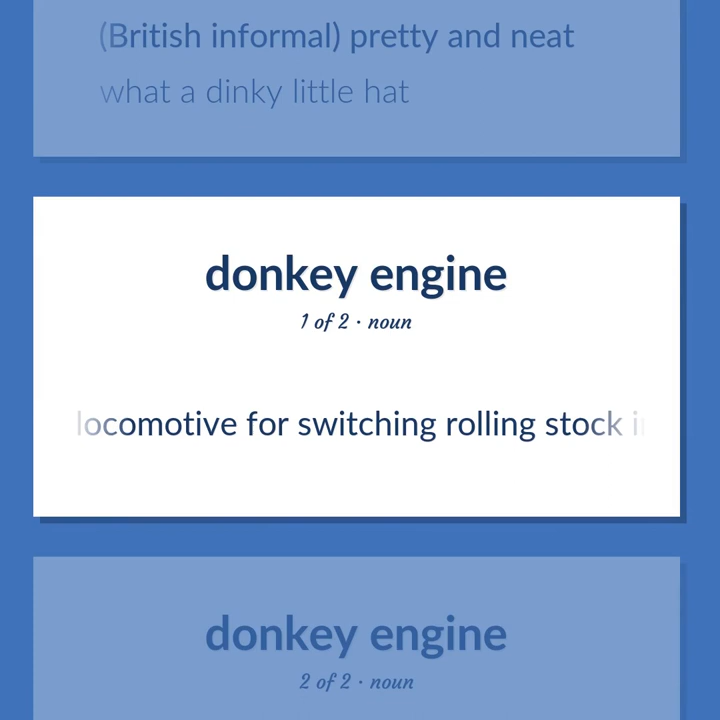 (British informal) pretty and neat
what a dinky little hat
donkey engine
1 of 2 · noun
locomotive for switching rolling stock
donkey engine
2 of 2 · noun